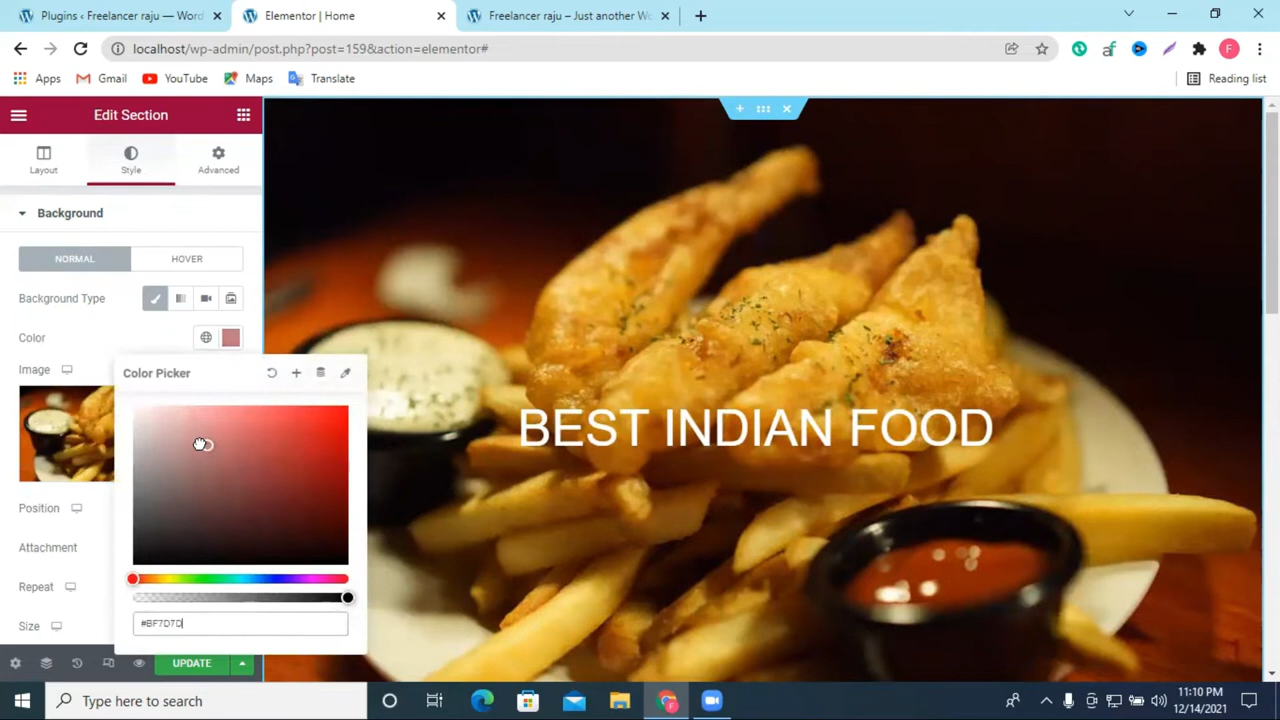 Plugins ‹ Freelancer raju — Word
Elementor | Home
Freelancer raju – Just another Wo
localhost/wp-admin/post.php?post=159&action=elementor#
F
Apps
Gmail
YouTube
Maps
Translate
Reading list
Edit Section
Layout
Style
Advanced
Background
NORMAL
HOVER
Background Type
Color
Image
Color Picker
BEST INDIAN FOOD
Position
Attachment
Repeat
Size
#BF7D7D
UPDATE
Type here to search
11:10 PM
12/14/2021